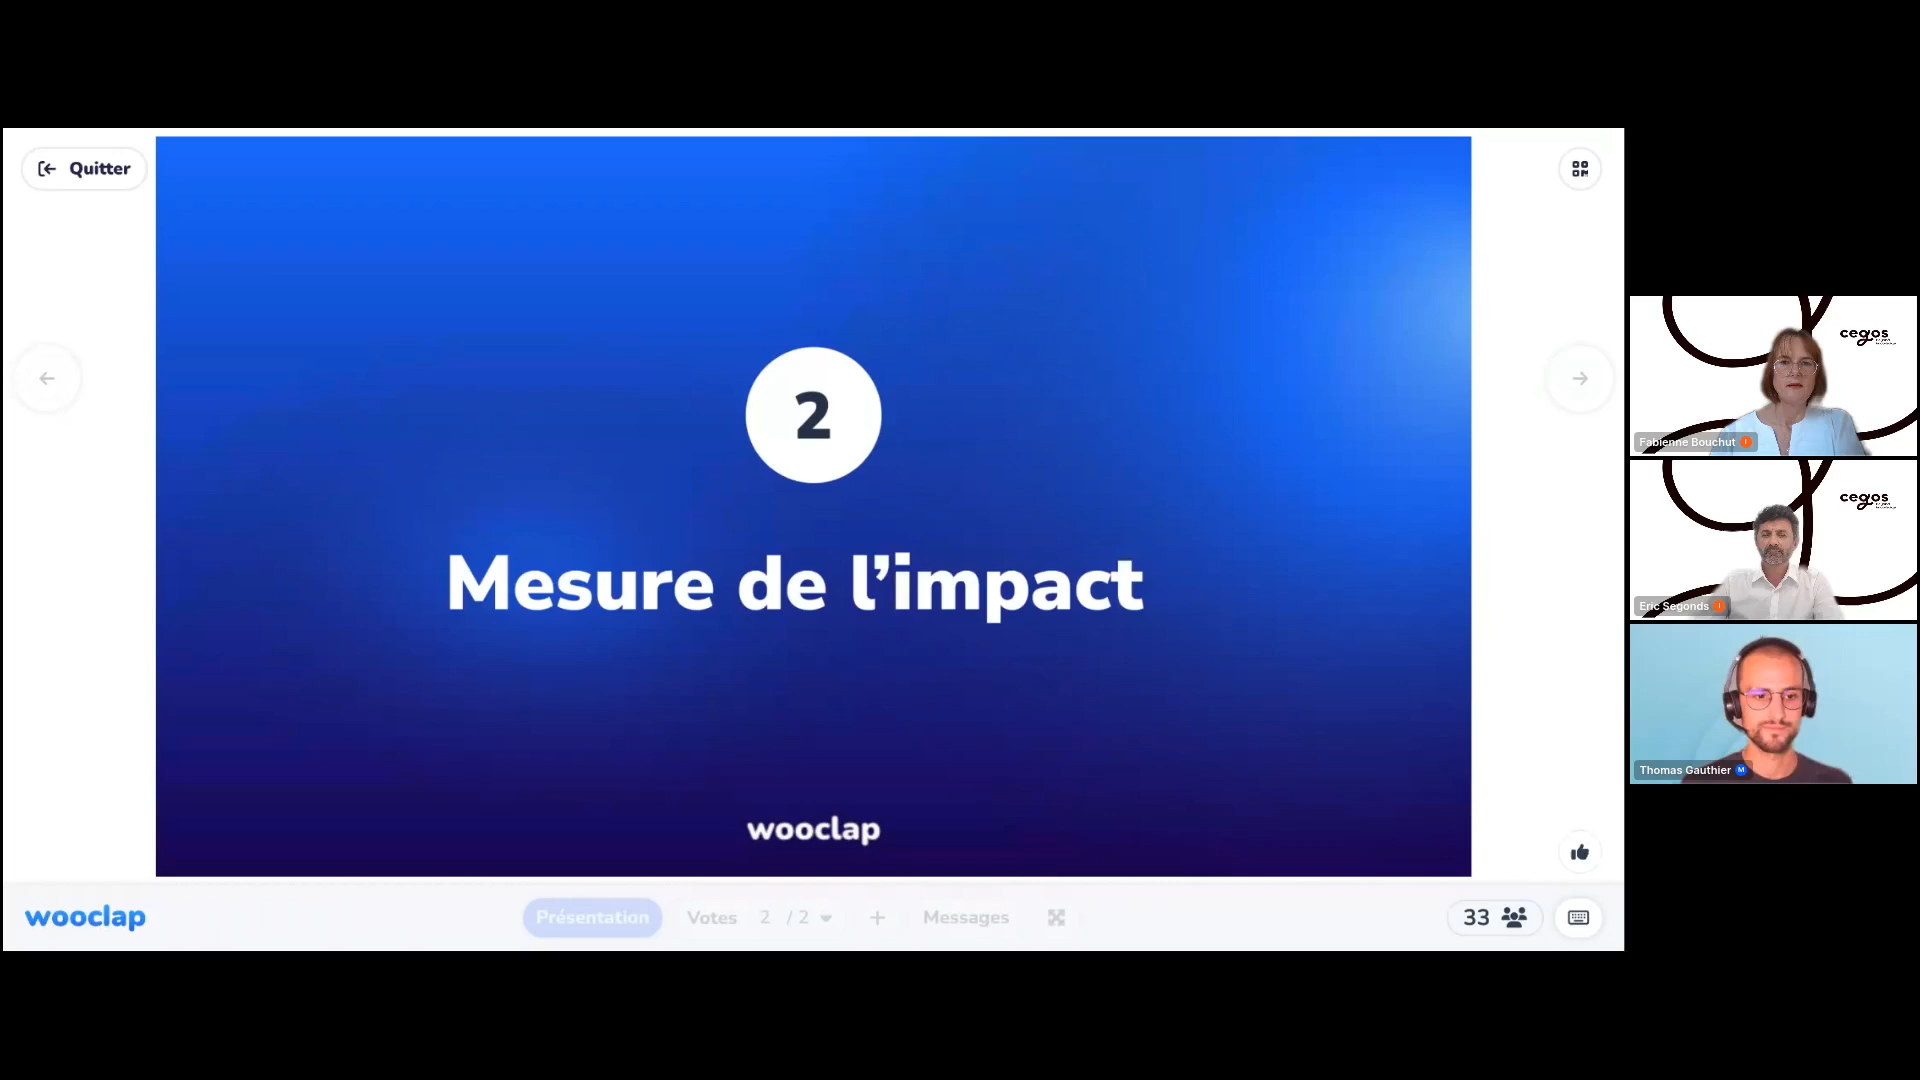 Quitter
2
Mesure de l’impact
wooclap
wooclap
Présentation
Votes 2 / 2
Messages
33
cegos
Fabienne Bouchut I
cegos
Eric Segonds I
Thomas Gauthier M